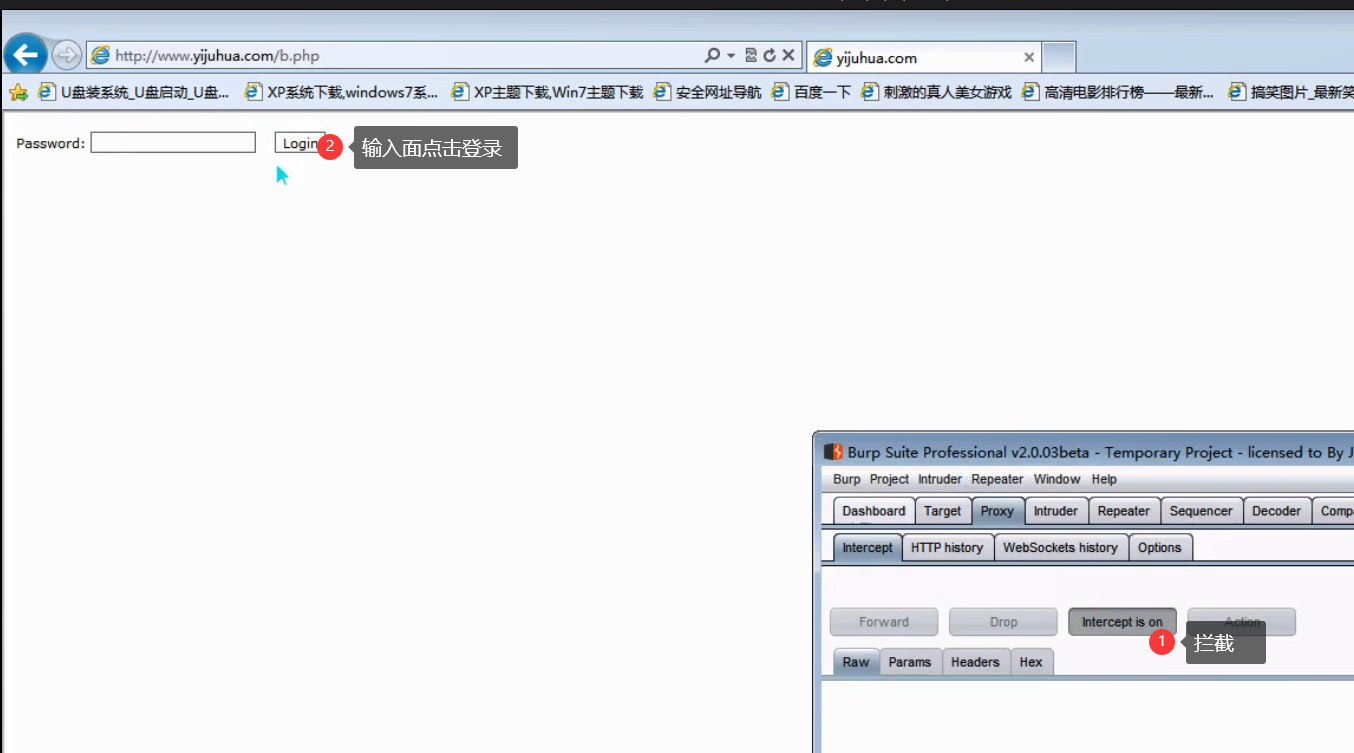 http://www.yijuhua.com/b.php
yijuhua.com
U盘装系统_U盘启动_U盘... XP系统下载,windows7系... XP主题下载,Win7主题下载 安全网址导航 百度一下 刺激的真人美女游戏 高清电影排行榜——最新... 搞笑图片_最新笑
Password: Login 2 输入面点击登录
Burp Suite Professional v2.0.03beta - Temporary Project - licensed to By J
Burp Project Intruder Repeater Window Help
Dashboard Target Proxy Intruder Repeater Sequencer Decoder Comp
Intercept HTTP history WebSockets history Options
Forward Drop Intercept is on Action
1 拦截
Raw Params Headers Hex